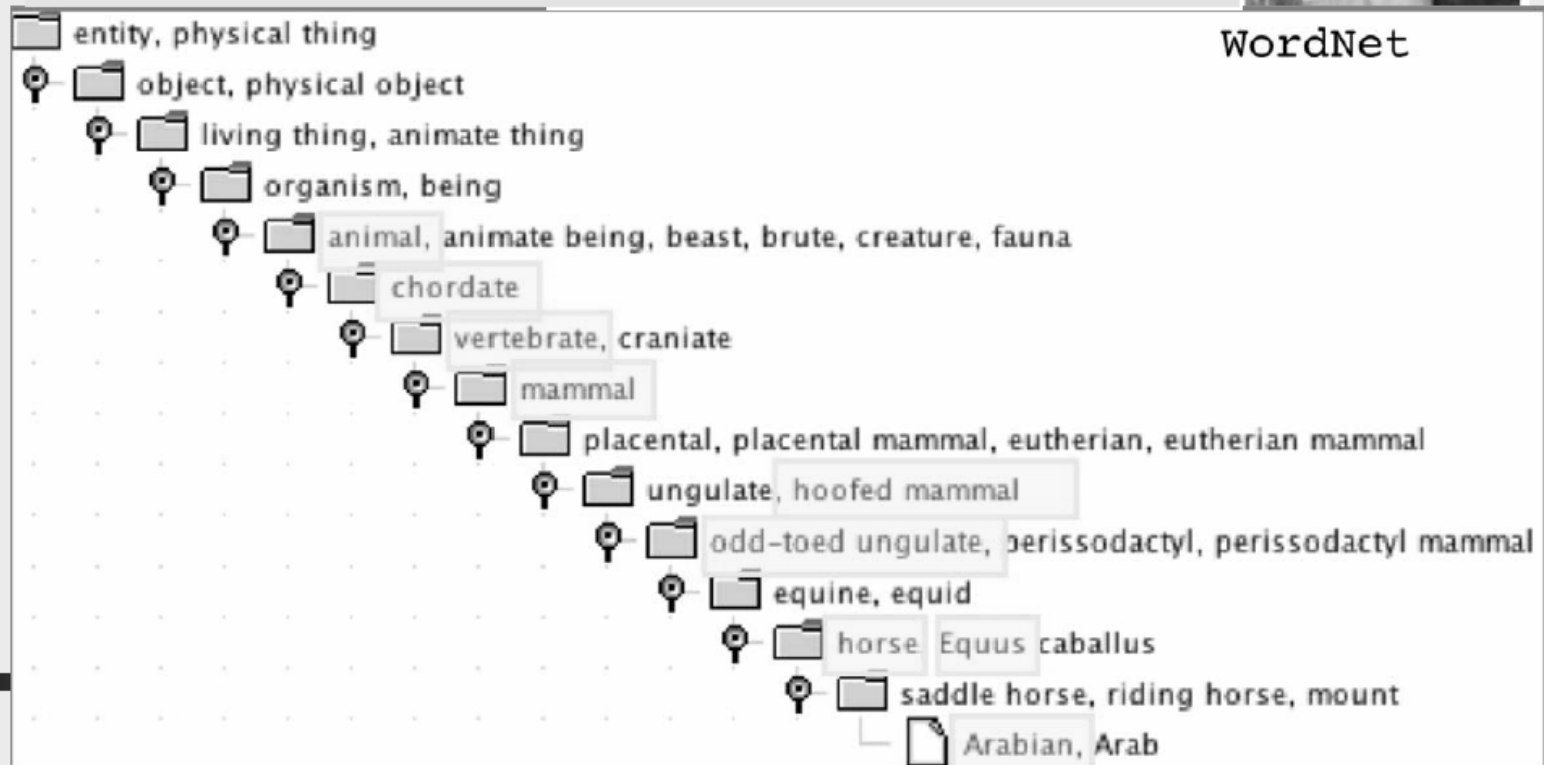 entity, physical thing
WordNet
object, physical object
living thing, animate thing
organism, being
animal, animate being, beast, brute, creature, fauna
chordate
vertebrate, craniate
mammal
placental, placental mammal, eutherian, eutherian mammal
ungulate, hoofed mammal
odd-toed ungulate, perissodactyl, perissodactyl mammal
equine, equid
horse Equus caballus
saddle horse, riding horse, mount
Arabian, Arab